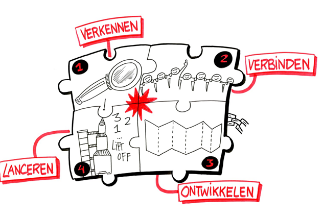 VERKENNEN
1
2
VERBINDEN
3 2
1
...
LIFT
OFF
LANCEREN
4
3
ONTWIKKELEN